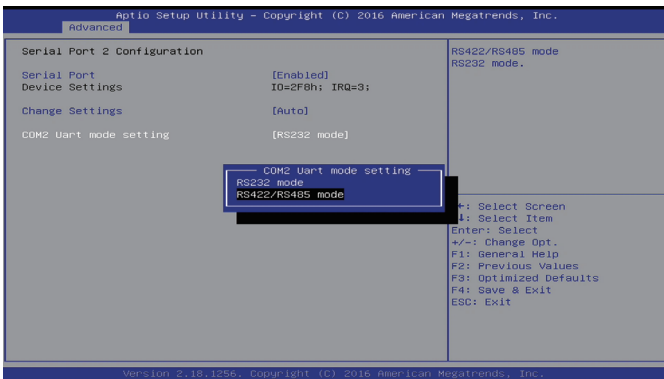 Aptio Setup Utility – Copyright (C) 2016 American Megatrends, Inc.
Advanced
Serial Port 2 Configuration
Serial Port [Enabled]
Device Settings IO=2F8h; IRQ=3;
Change Settings [Auto]
COM2 Uart mode setting [RS232 mode]
COM2 Uart mode setting
RS232 mode
RS422/RS485 mode
RS422/RS485 mode
RS232 mode.
←: Select Screen
↓: Select Item
Enter: Select
+/-: Change Opt.
F1: General Help
F2: Previous Values
F3: Optimized Defaults
F4: Save & Exit
ESC: Exit
Version 2.18.1256. Copyright (C) 2016 American Megatrends, Inc.